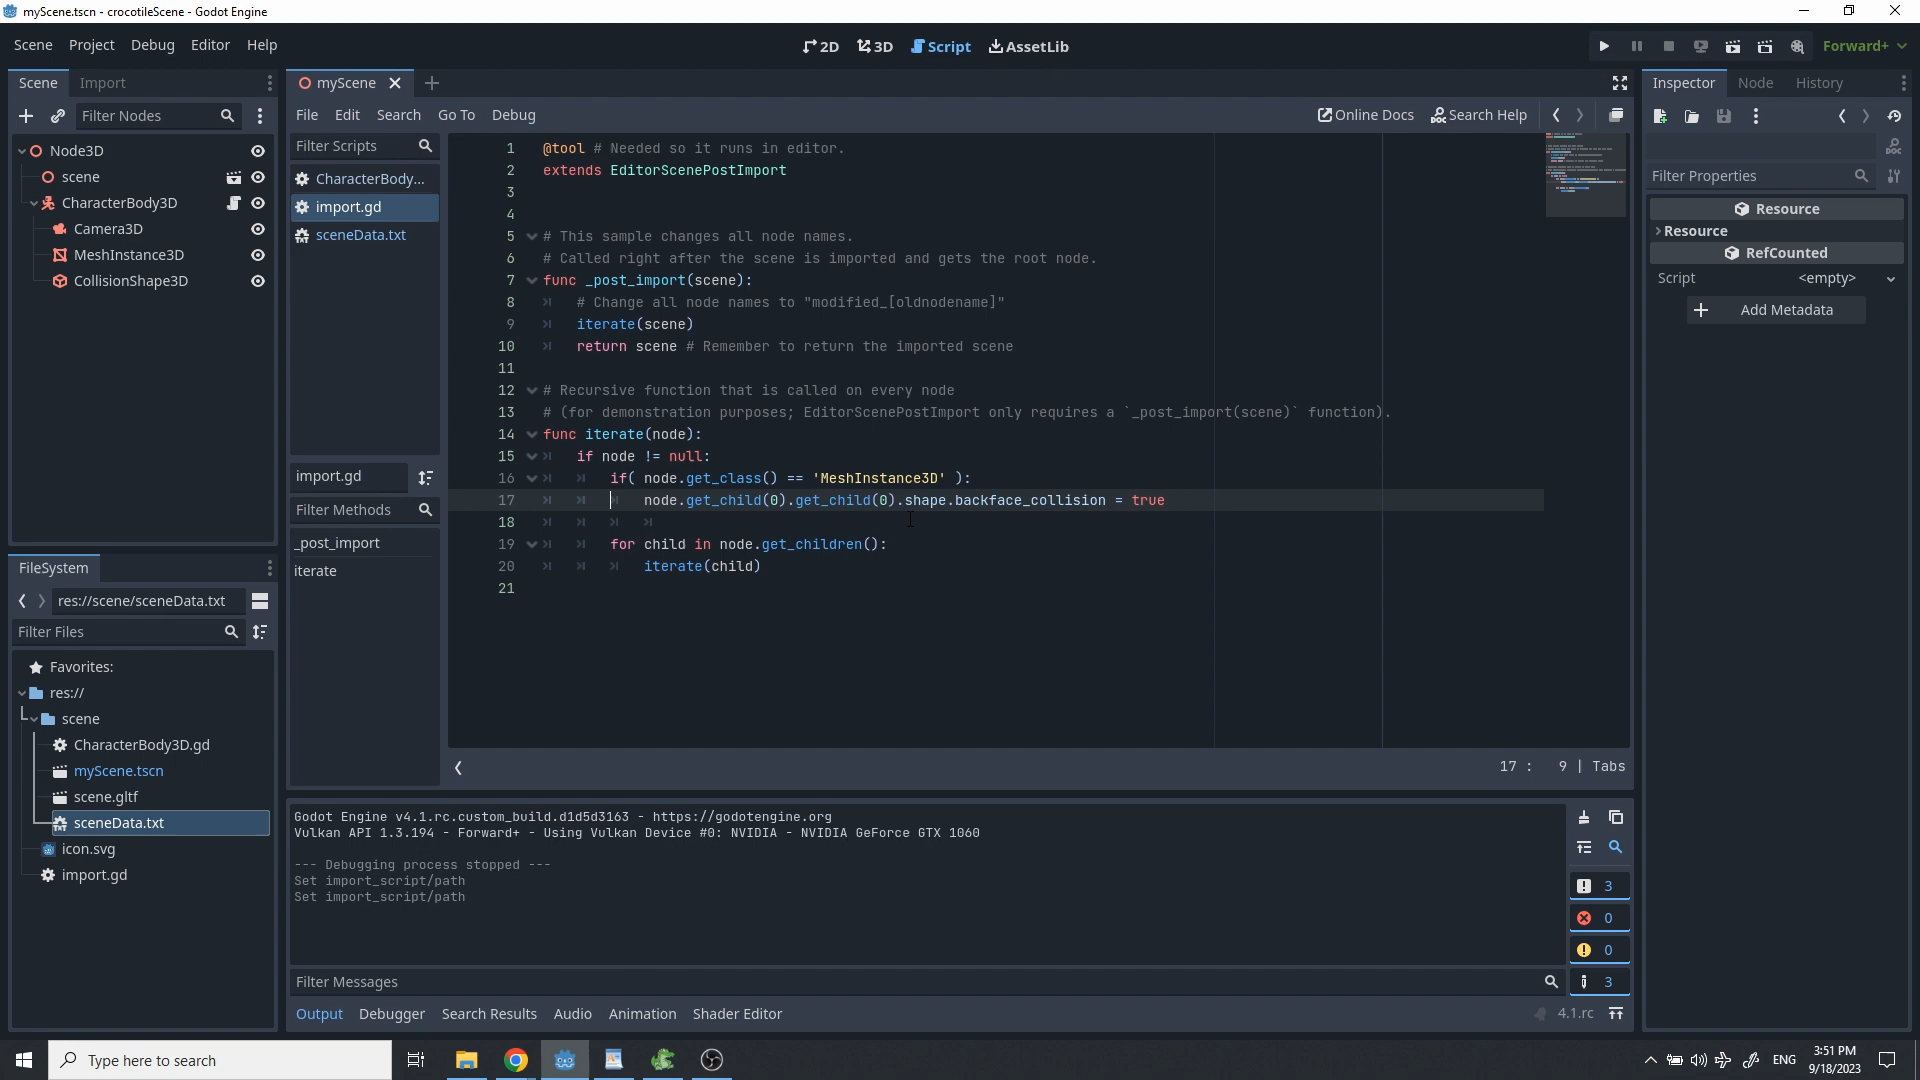 myScene.tscn - crocotileScene - Godot Engine
Scene Project Debug Editor Help
2D 3D Script AssetLib
Forward+
Scene Import
Filter Nodes
Node3D
scene
CharacterBody3D
Camera3D
MeshInstance3D
CollisionShape3D
FileSystem
res://scene/sceneData.txt
Filter Files
Favorites:
res://
scene
CharacterBody3D.gd
myScene.tscn
scene.gltf
sceneData.txt
icon.svg
import.gd
myScene
File Edit Search Go To Debug
Online Docs Search Help
Filter Scripts
CharacterBody...
import.gd
sceneData.txt
import.gd
Filter Methods
_post_import
iterate
1 @tool # Needed so it runs in editor.
2 extends EditorScenePostImport
3
4
5 # This sample changes all node names.
6 # Called right after the scene is imported and gets the root node.
7 func _post_import(scene):
8 # Change all node names to "modified_[oldnodename]"
9 iterate(scene)
10 return scene # Remember to return the imported scene
11
12 # Recursive function that is called on every node
13 # (for demonstration purposes; EditorScenePostImport only requires a `_post_import(scene)` function).
14 func iterate(node):
15 if node != null:
16 if( node.get_class() == 'MeshInstance3D' ):
17 node.get_child(0).get_child(0).shape.backface_collision = true
18
19 for child in node.get_children():
20 iterate(child)
21
17 : 9 | Tabs
Godot Engine v4.1.rc.custom_build.d1d5d3163 - https://godotengine.org
Vulkan API 1.3.194 - Forward+ - Using Vulkan Device #0: NVIDIA - NVIDIA GeForce GTX 1060
--- Debugging process stopped ---
Set import_script/path
Set import_script/path
3
0
0
3
Filter Messages
Output Debugger Search Results Audio Animation Shader Editor
4.1.rc
Inspector Node History
Filter Properties
Resource
Resource
RefCounted
Script <empty>
Add Metadata
Type here to search
ENG
3:51 PM
9/18/2023